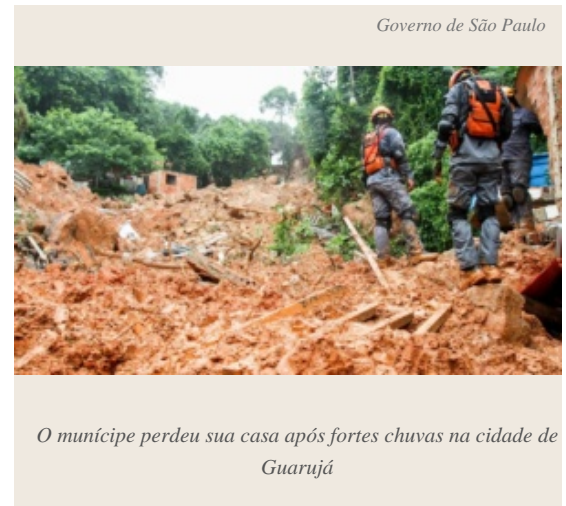 Governo de São Paulo
O munícipe perdeu sua casa após fortes chuvas na cidade de
Guarujá